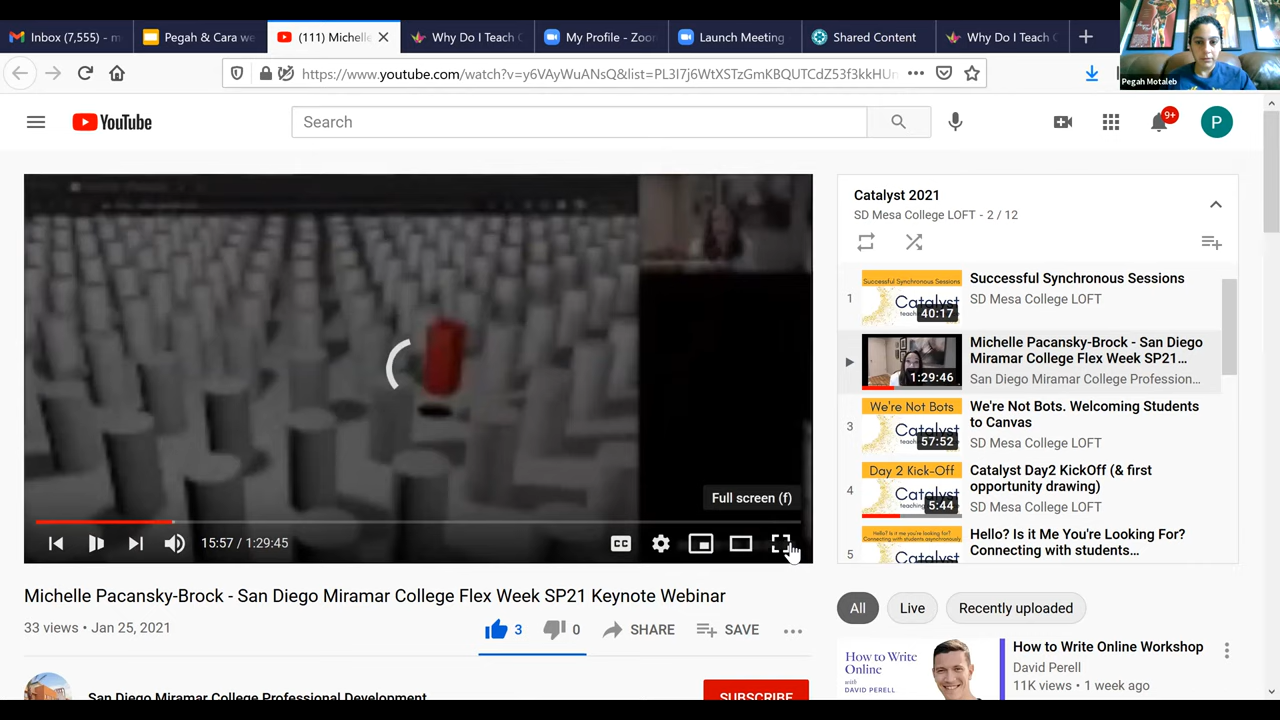 Inbox (7,555) - m
Pegah & Cara we
(111) Michelle
Why Do I Teach C
My Profile - Zoo
Launch Meeting
Shared Content
Why Do I Teach C
https://www.youtube.com/watch?v=y6VAyWuANsQ&list=PL3I7j6WtXSTzGmKBQUTCdZ53f3kkHUn
Pegah Motaleb
YouTube
Search
9+
P
Full screen (f)
CC
15:57 / 1:29:45
Michelle Pacansky-Brock - San Diego Miramar College Flex Week SP21 Keynote Webinar
33 views • Jan 25, 2021
3
0
SHARE
SAVE
San Diego Miramar College Professional Development
SUBSCRIBE
Catalyst 2021
SD Mesa College LOFT - 2 / 12
1
Successful Synchronous Sessions
Catalyst
40:17
Successful Synchronous Sessions
SD Mesa College LOFT
1:29:46
Michelle Pacansky-Brock - San Diego
Miramar College Flex Week SP21...
San Diego Miramar College Profession...
3
We're Not Bots.
Catalyst
57:52
We're Not Bots. Welcoming Students
to Canvas
SD Mesa College LOFT
4
Day 2 Kick-Off
Catalyst
5:44
Catalyst Day2 KickOff (& first
opportunity drawing)
SD Mesa College LOFT
5
Catalyst
Hello? Is it Me You're Looking For?
Connecting with students...
All
Live
Recently uploaded
How to Write
Online
with
DAVID PERELL
How to Write Online Workshop
David Perell
11K views • 1 week ago